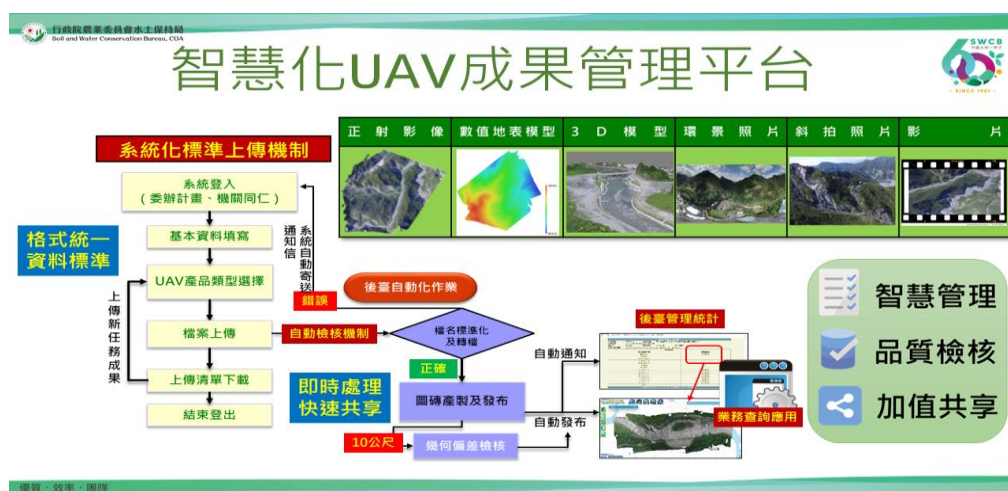 行政院農業委員會水土保持局
Soil and Water Conservation Bureau, COA
智慧化UAV成果管理平台
SWCB
SINCE 1961
正射影像
數值地表模型
3D模型
環景照片
斜拍照片
影片
系統化標準上傳機制
系統登入
(委辦計畫、機關同仁)
基本資料填寫
UAV產品類型選擇
檔案上傳
上傳清單下載
結束登出
格式統一
資料標準
上傳新任務成果
系統自動寄送
通知信
錯誤
後臺自動化作業
自動檢核機制
檔名標準化
及轉檔
正確
即時處理
快速共享
圖磚產製及發布
10公尺
幾何偏差檢核
自動通知
自動發布
後臺管理統計
業務查詢應用
智慧管理
品質檢核
加值共享
優質·效率·團隊